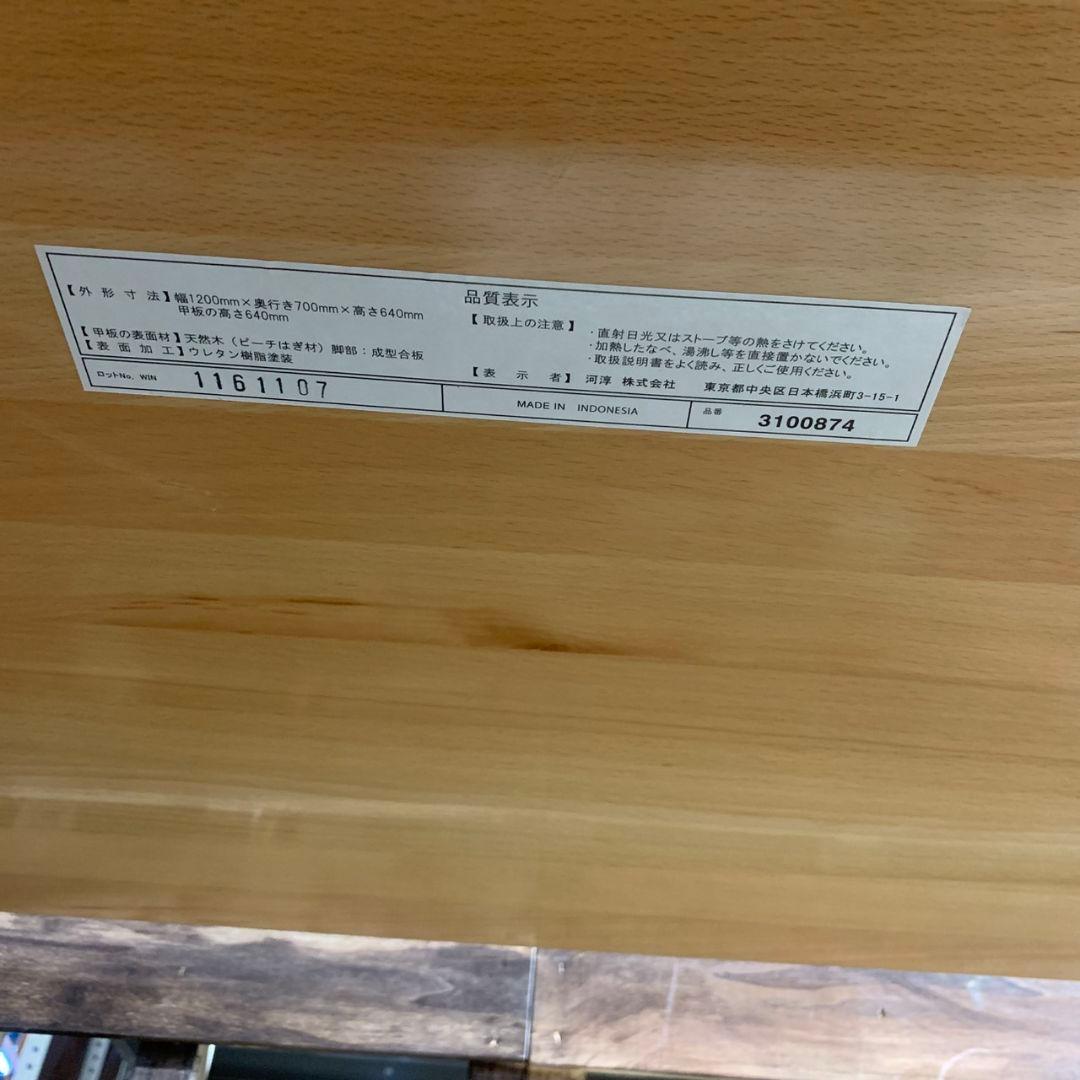 品質表示
【外形寸法】幅1200mm×奥行き700mm×高さ640mm
甲板の高さ640mm
【甲板の表面材】天然木（ビーチはぎ材）脚部：成型合板
【表面加工】ウレタン樹脂塗装
【取扱上の注意】
・直射日光又はストーブ等の熱をさけてください。
・加熱したなべ、湯沸し等を直接置かないでください。
・取扱説明書をよく読み、正しくご使用ください。
【表示者】河淳 株式会社 東京都中央区日本橋浜町3-15-1
ロットNo. WIN 1161107
MADE IN INDONESIA
品番 3100874